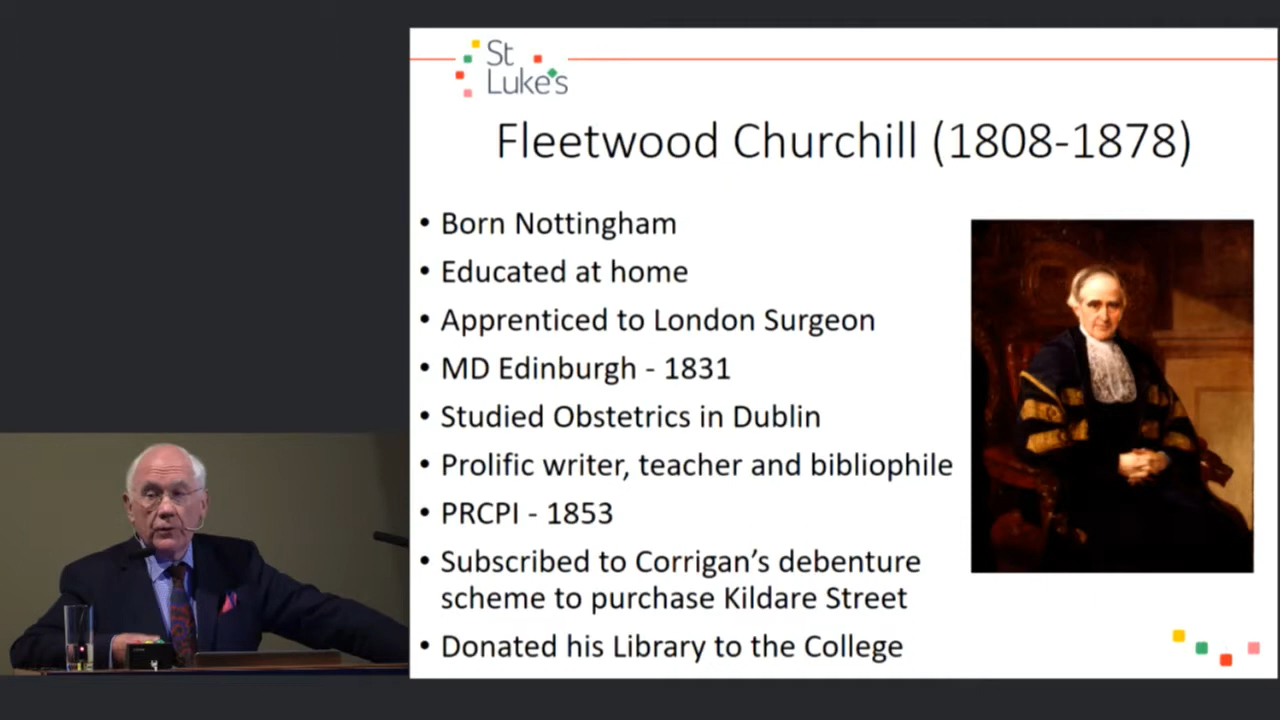 St
Luke's
Fleetwood Churchill (1808-1878)
• Born Nottingham
• Educated at home
• Apprenticed to London Surgeon
• MD Edinburgh - 1831
• Studied Obstetrics in Dublin
• Prolific writer, teacher and bibliophile
• PRCPI - 1853
• Subscribed to Corrigan’s debenture
scheme to purchase Kildare Street
• Donated his Library to the College